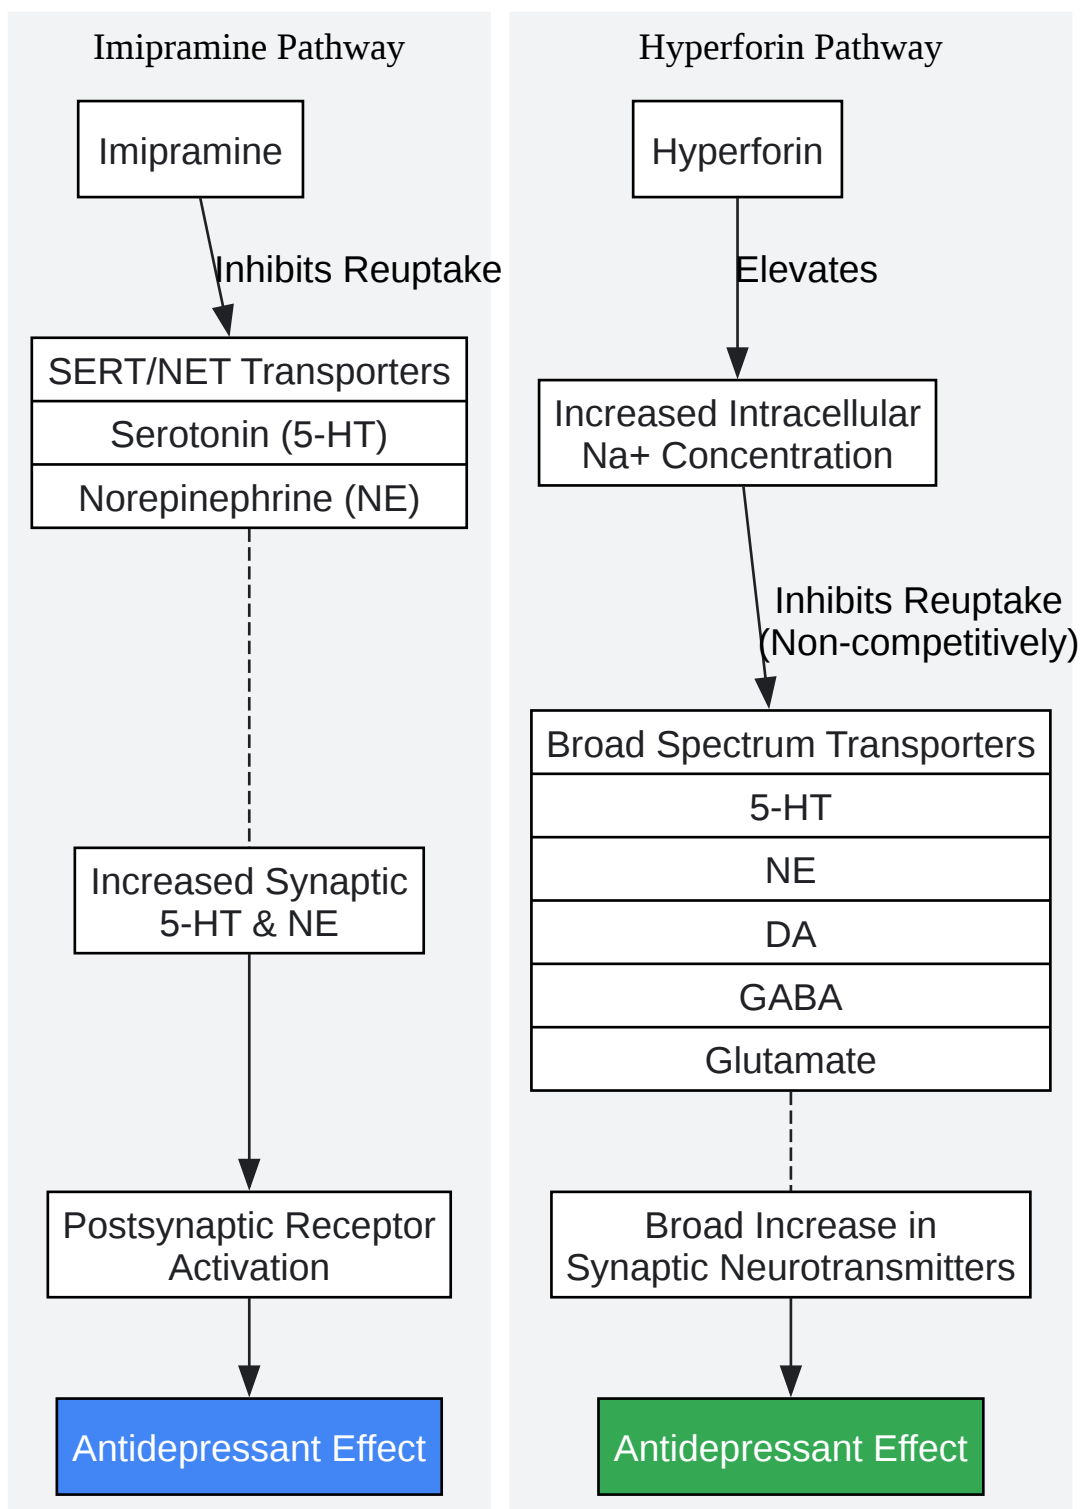 Imipramine Pathway
Imipramine
Inhibits Reuptake
SERT/NET Transporters
Serotonin (5-HT)
Norepinephrine (NE)
Increased Synaptic
5-HT & NE
Postsynaptic Receptor
Activation
Antidepressant Effect
Hyperforin Pathway
Hyperforin
Elevates
Increased Intracellular
Na+ Concentration
Inhibits Reuptake
(Non-competitively)
Broad Spectrum Transporters
5-HT
NE
DA
GABA
Glutamate
Broad Increase in
Synaptic Neurotransmitters
Antidepressant Effect